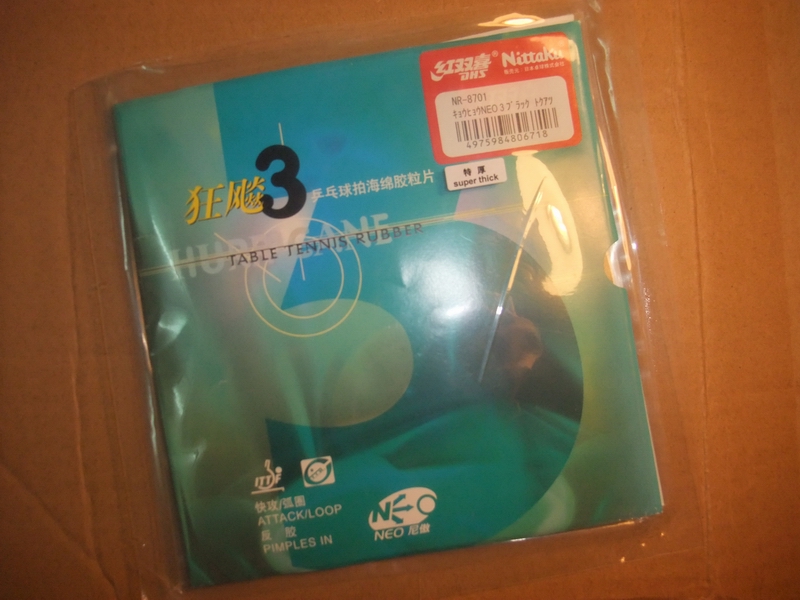 红双喜®
DHS
Nittaku
NR-8701
ｷｮｳﾋｮｳNEO3ﾌﾞﾗｯｸ ﾄｸｱﾂ
4975984806718
特厚
super thick
狂飚3 乒乓球拍海绵胶粒片
HURRICANE
TABLE TENNIS RUBBER
ITTF
快攻/弧圈
ATTACK/LOOP
反 胶
PIMPLES IN
NEO
NEO 尼傲